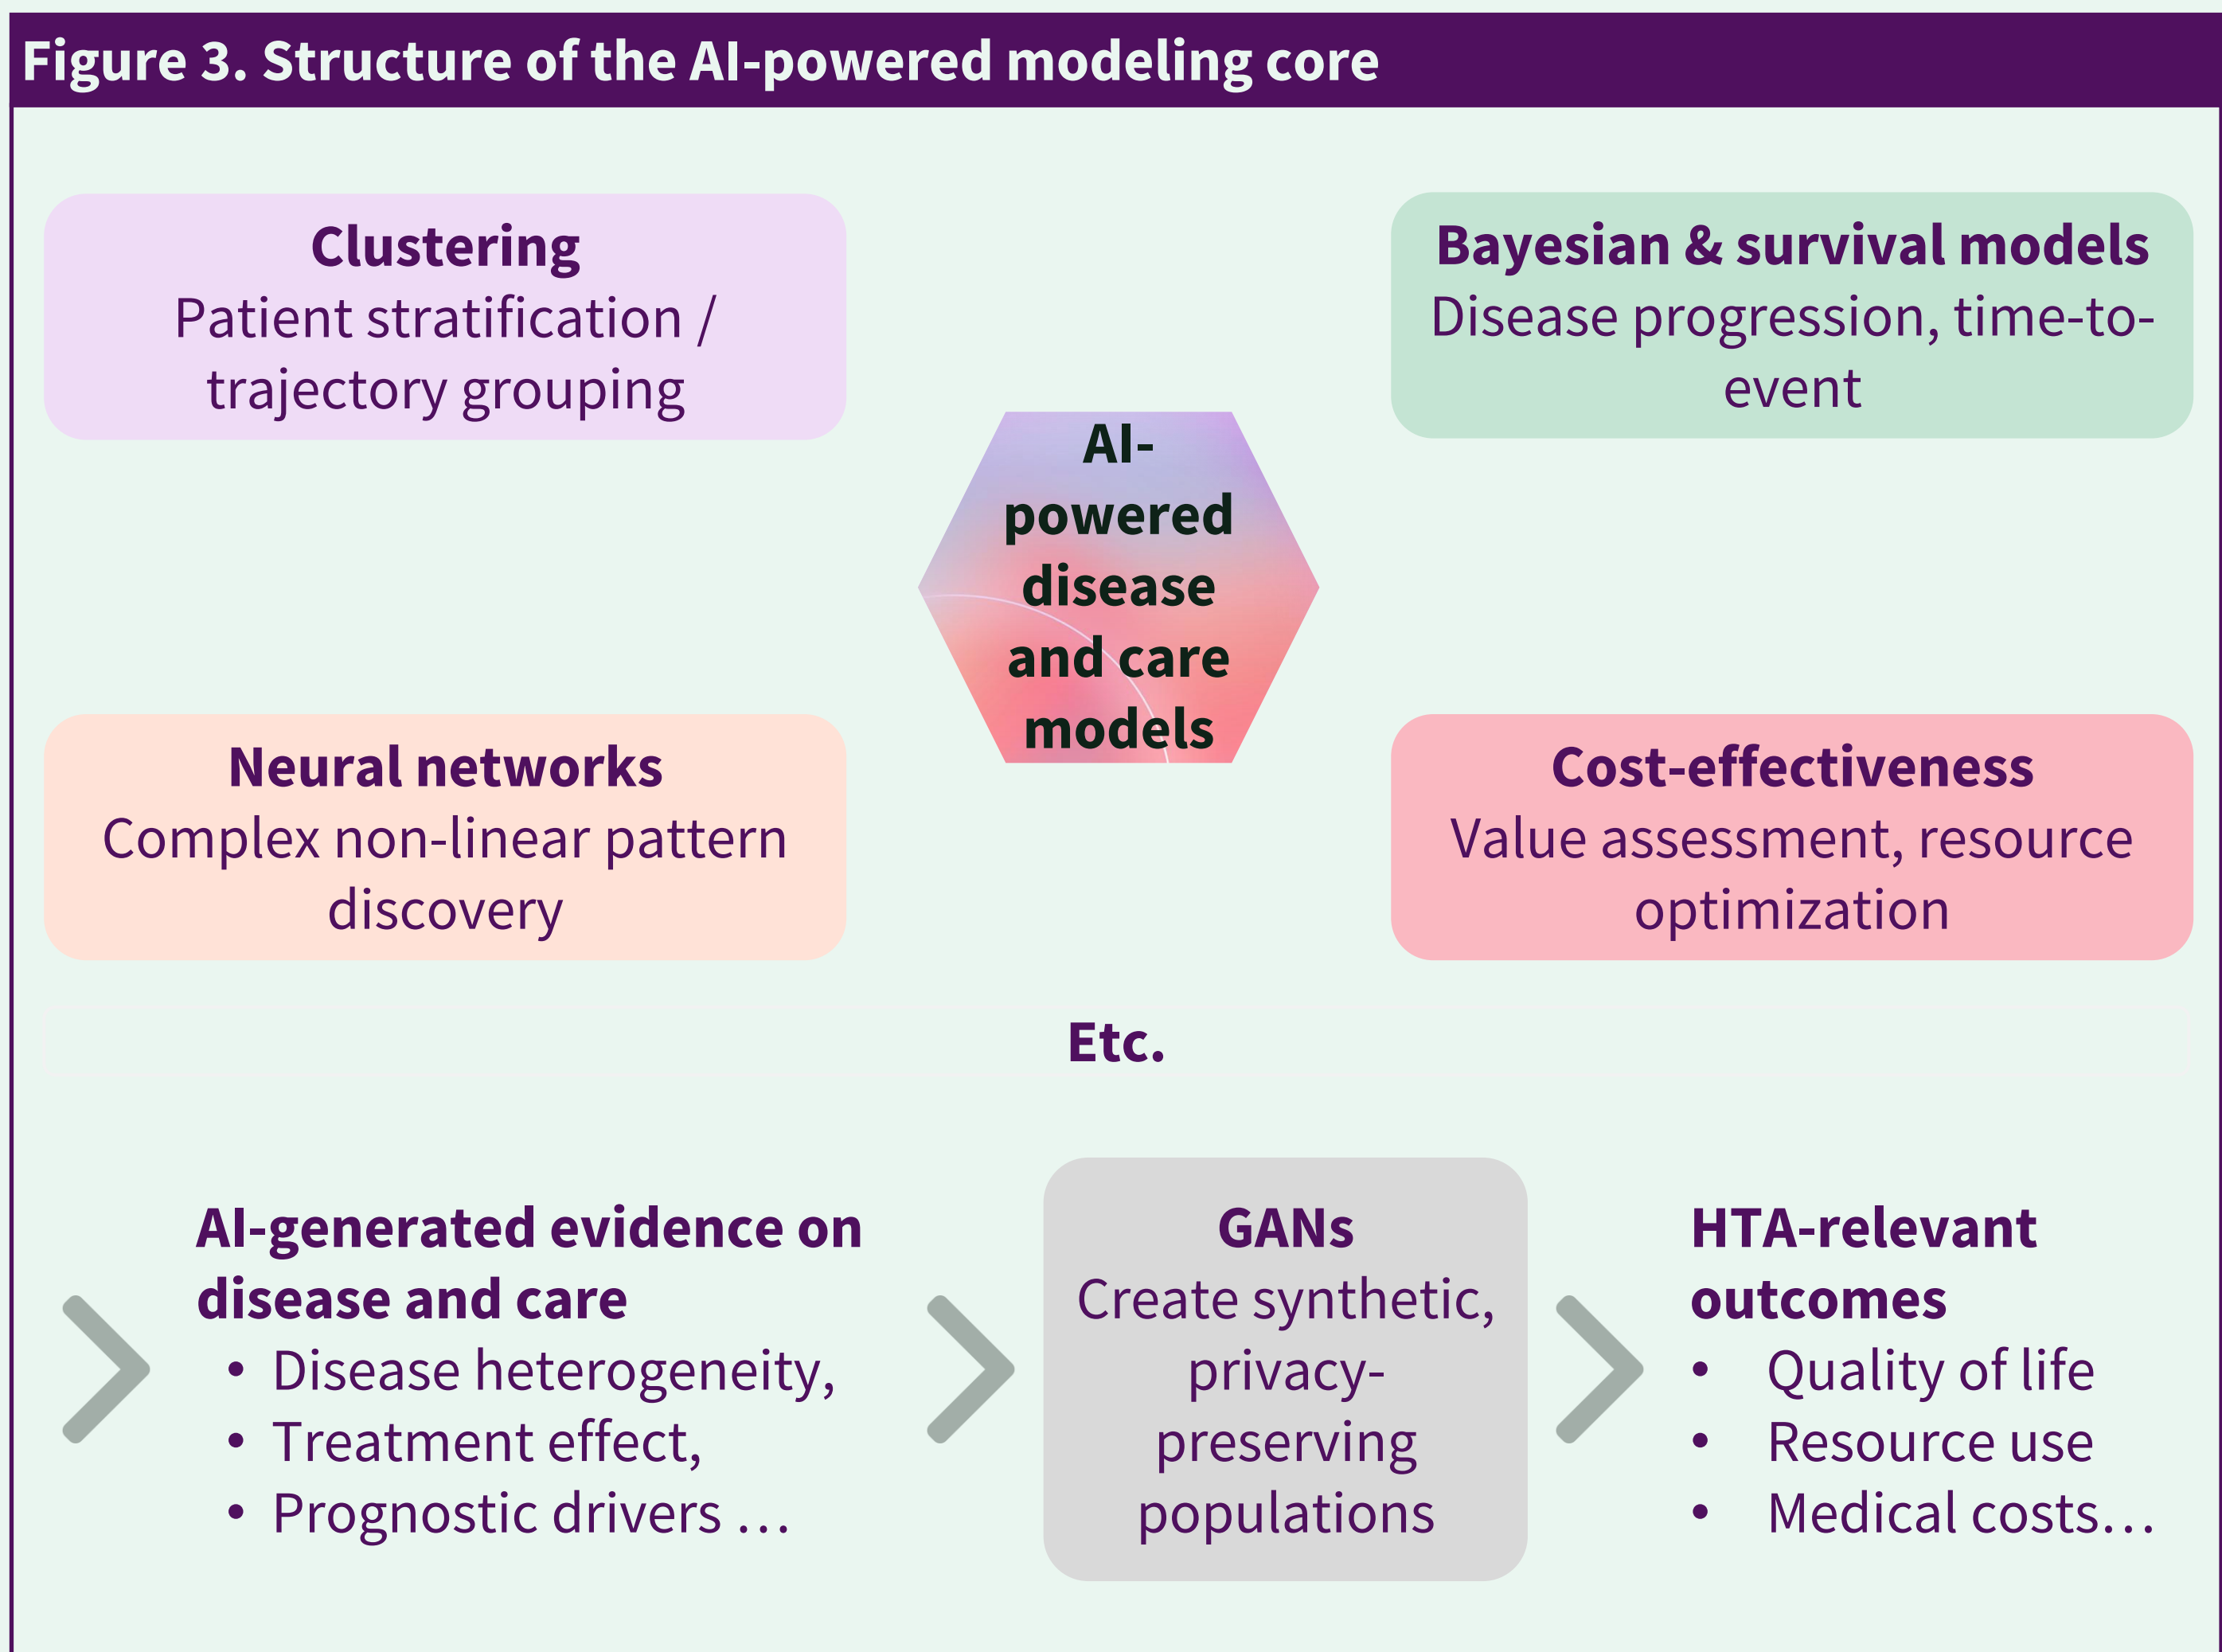 Figure 3. Structure of the AI-powered modeling core
Clustering
Patient stratification /
trajectory grouping
Bayesian & survival models
Disease progression, time-to-
event
AI-
powered
disease
and care
models
Neural networks
Complex non-linear pattern
discovery
Cost-effectiveness
Value assessment, resource
optimization
Etc.
AI-generated evidence on
disease and care
• Disease heterogeneity,
• Treatment effect,
• Prognostic drivers …
GANs
Create synthetic,
privacy-
preserving
populations
HTA-relevant
outcomes
• Quality of life
• Resource use
• Medical costs…